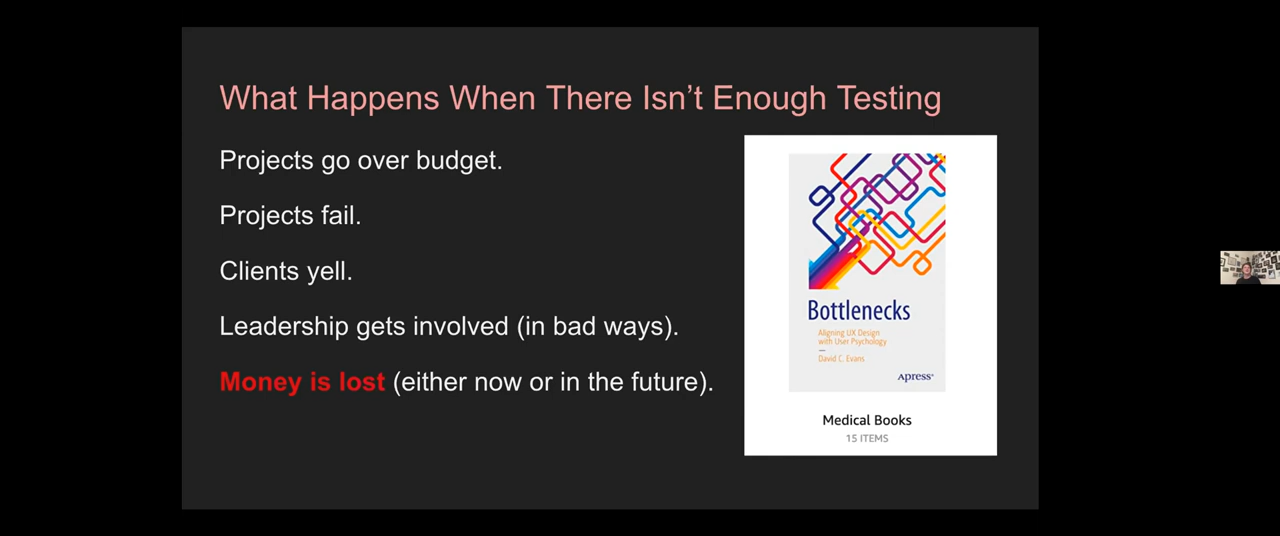 What Happens When There Isn’t Enough Testing
Projects go over budget.
Projects fail.
Clients yell.
Leadership gets involved (in bad ways).
Money is lost (either now or in the future).
Bottlenecks
Aligning UX Design
with User Psychology
David C. Evans
Apress®
Medical Books
15 ITEMS